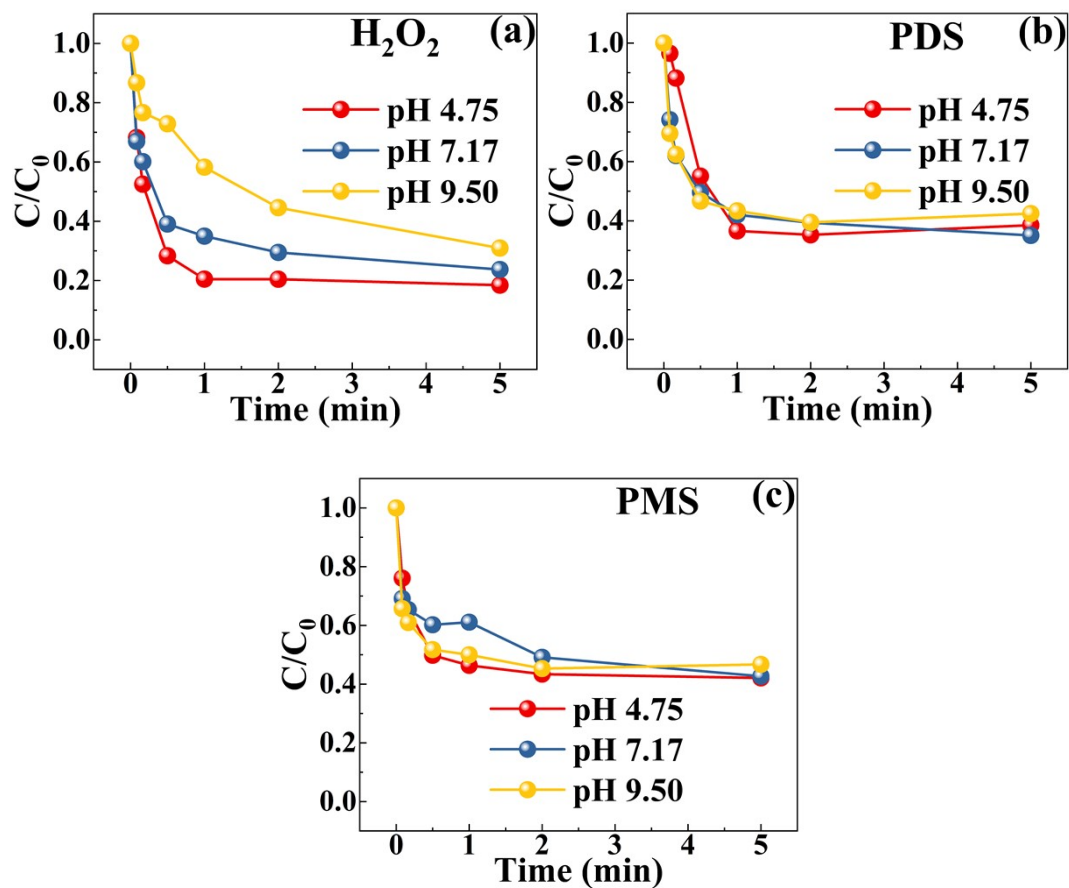 H₂O₂ (a)
1.0
0.8
0.6
0.4
0.2
0.0
C/C₀
pH 4.75
pH 7.17
pH 9.50
0 1 2 3 4 5
Time (min)
PDS (b)
1.0
0.8
0.6
0.4
0.2
0.0
C/C₀
pH 4.75
pH 7.17
pH 9.50
0 1 2 3 4 5
Time (min)
PMS (c)
1.0
0.8
0.6
0.4
0.2
0.0
C/C₀
pH 4.75
pH 7.17
pH 9.50
0 1 2 3 4 5
Time (min)